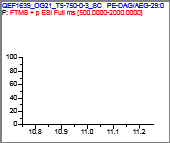 QEF1639_OG21_T5-750-0-3_SC PE-DAG/AEG-29:0
F: FTMS + p ESI Full ms [500.0000-2000.0000]
100
80
60
40
20
0
10.8 10.9 11.0 11.1 11.2